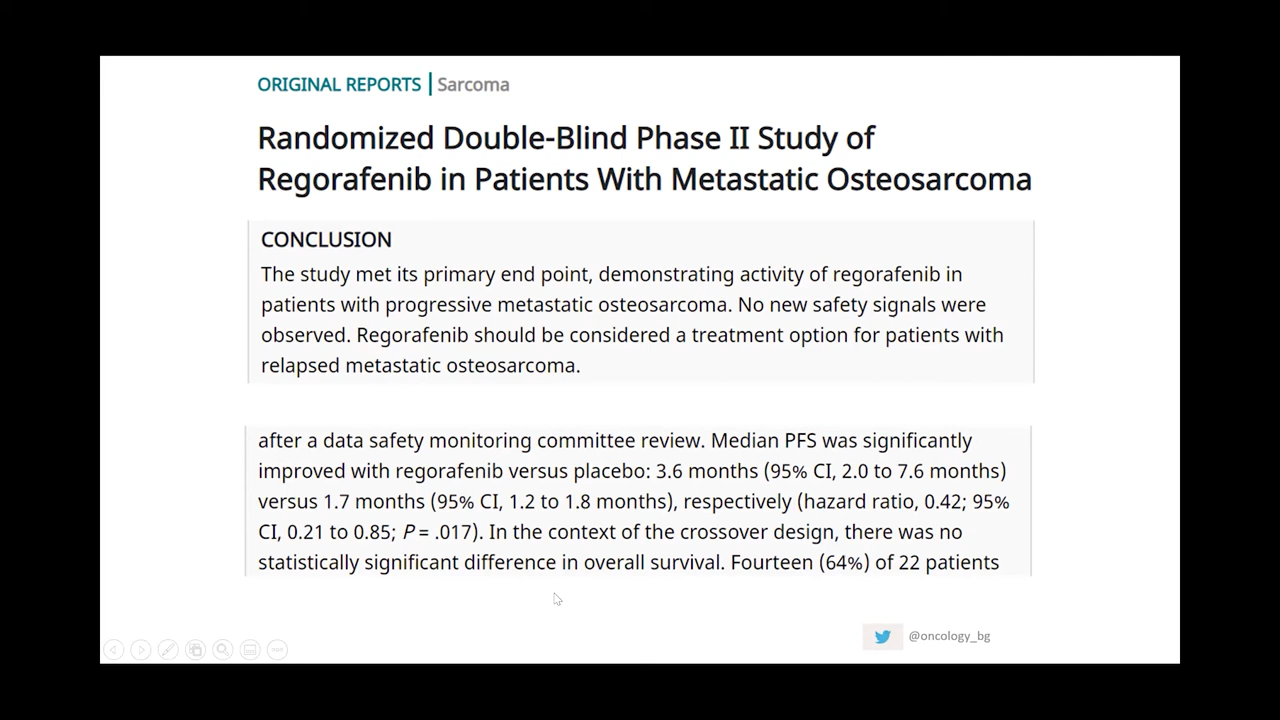 ORIGINAL REPORTS | Sarcoma
Randomized Double-Blind Phase II Study of
Regorafenib in Patients With Metastatic Osteosarcoma
CONCLUSION
The study met its primary end point, demonstrating activity of regorafenib in
patients with progressive metastatic osteosarcoma. No new safety signals were
observed. Regorafenib should be considered a treatment option for patients with
relapsed metastatic osteosarcoma.
after a data safety monitoring committee review. Median PFS was significantly
improved with regorafenib versus placebo: 3.6 months (95% CI, 2.0 to 7.6 months)
versus 1.7 months (95% CI, 1.2 to 1.8 months), respectively (hazard ratio, 0.42; 95%
CI, 0.21 to 0.85; P = .017). In the context of the crossover design, there was no
statistically significant difference in overall survival. Fourteen (64%) of 22 patients
@oncology_bg